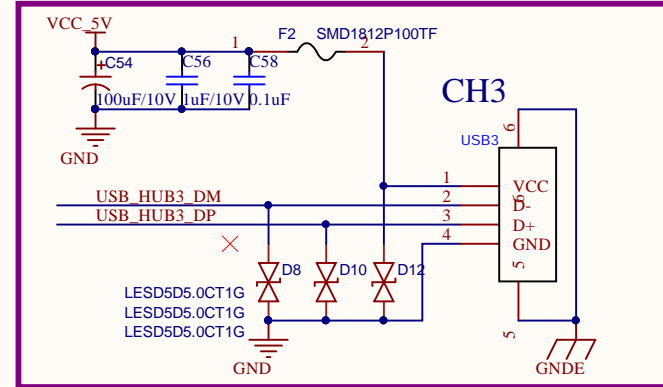 VCC_5V
F2 SMD1812P100TF
1 2
C54 C56 C58
+
100uF/10V 1uF/10V 0.1uF
GND
CH3
6
USB3
1 VCC
USB_HUB3_DM 2 D-
6
USB_HUB3_DP 3 D+
4 GND
5
D8 D10 D12
LESD5D5.0CT1G
LESD5D5.0CT1G
LESD5D5.0CT1G
5
GND
GNDE